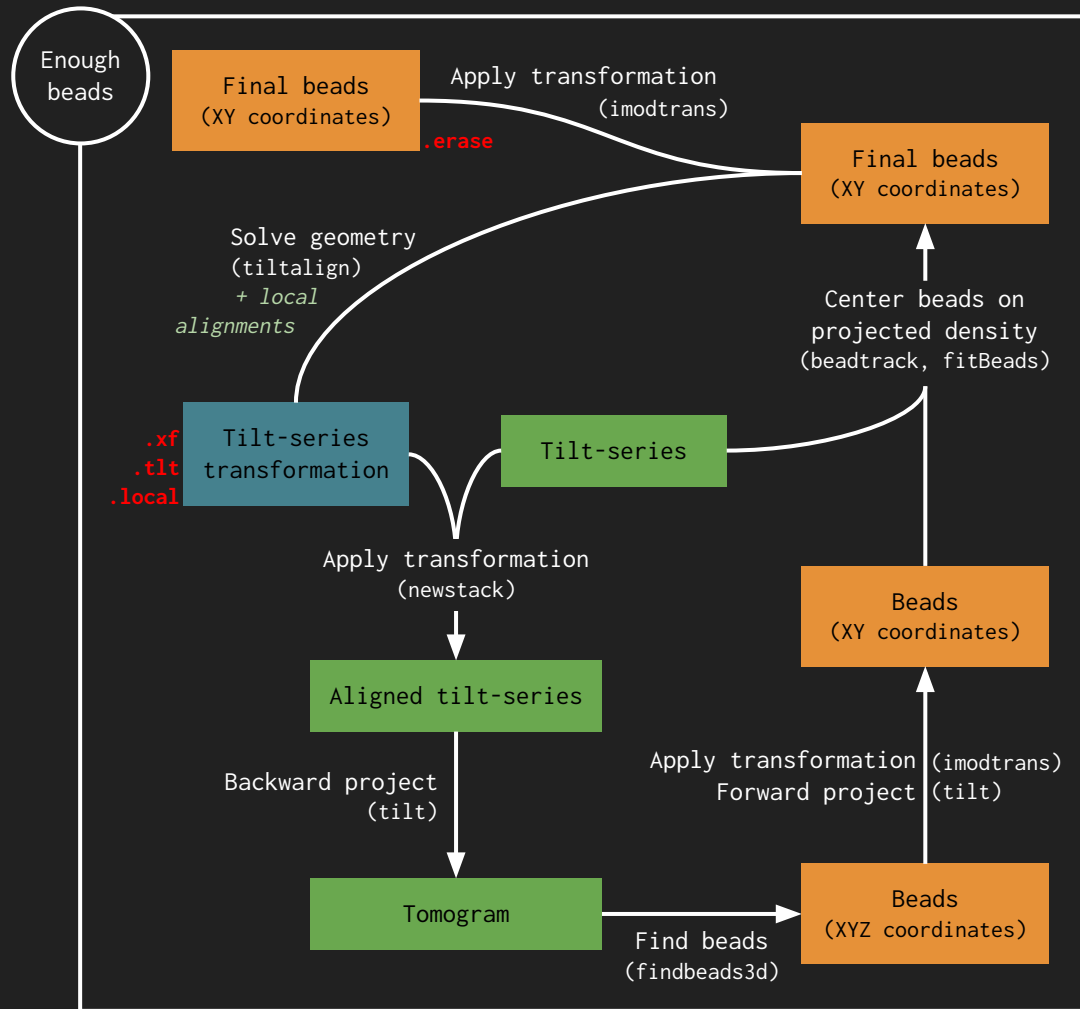 Enough
beads
Final beads
(XY coordinates)
.erase
Apply transformation
(imodtrans)
Final beads
(XY coordinates)
Solve geometry
(tiltalign)
+ local
alignments
Center beads on
projected density
(beadtrack, fitBeads)
.xf
.tlt
.local
Tilt-series
transformation
Tilt-series
Apply transformation
(newstack)
Beads
(XY coordinates)
Aligned tilt-series
Backward project
(tilt)
Apply transformation (imodtrans)
Forward project (tilt)
Tomogram
Find beads
(findbeads3d)
Beads
(XYZ coordinates)